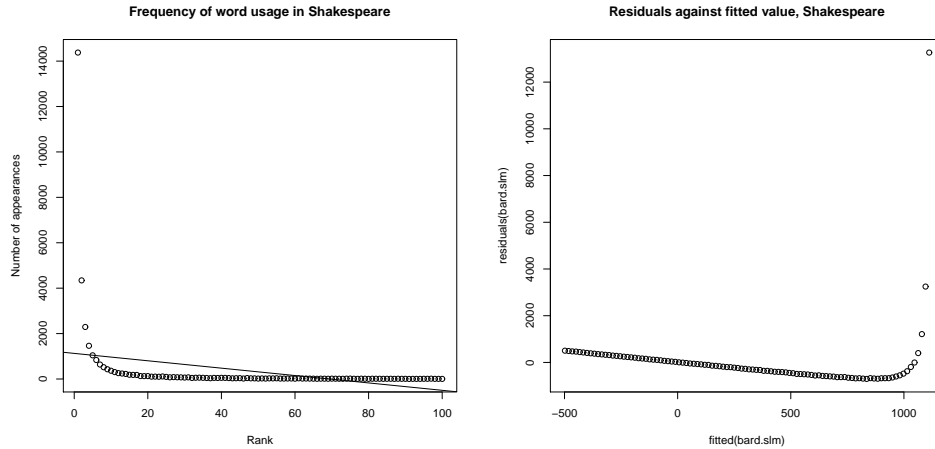 Frequency of word usage in Shakespeare
Number of appearances
14000
12000
10000
8000
6000
4000
2000
0
0 20 40 60 80 100
Rank
Residuals against fitted value, Shakespeare
residuals(bard.slm)
12000
10000
8000
6000
4000
2000
0
−500 0 500 1000
fitted(bard.slm)